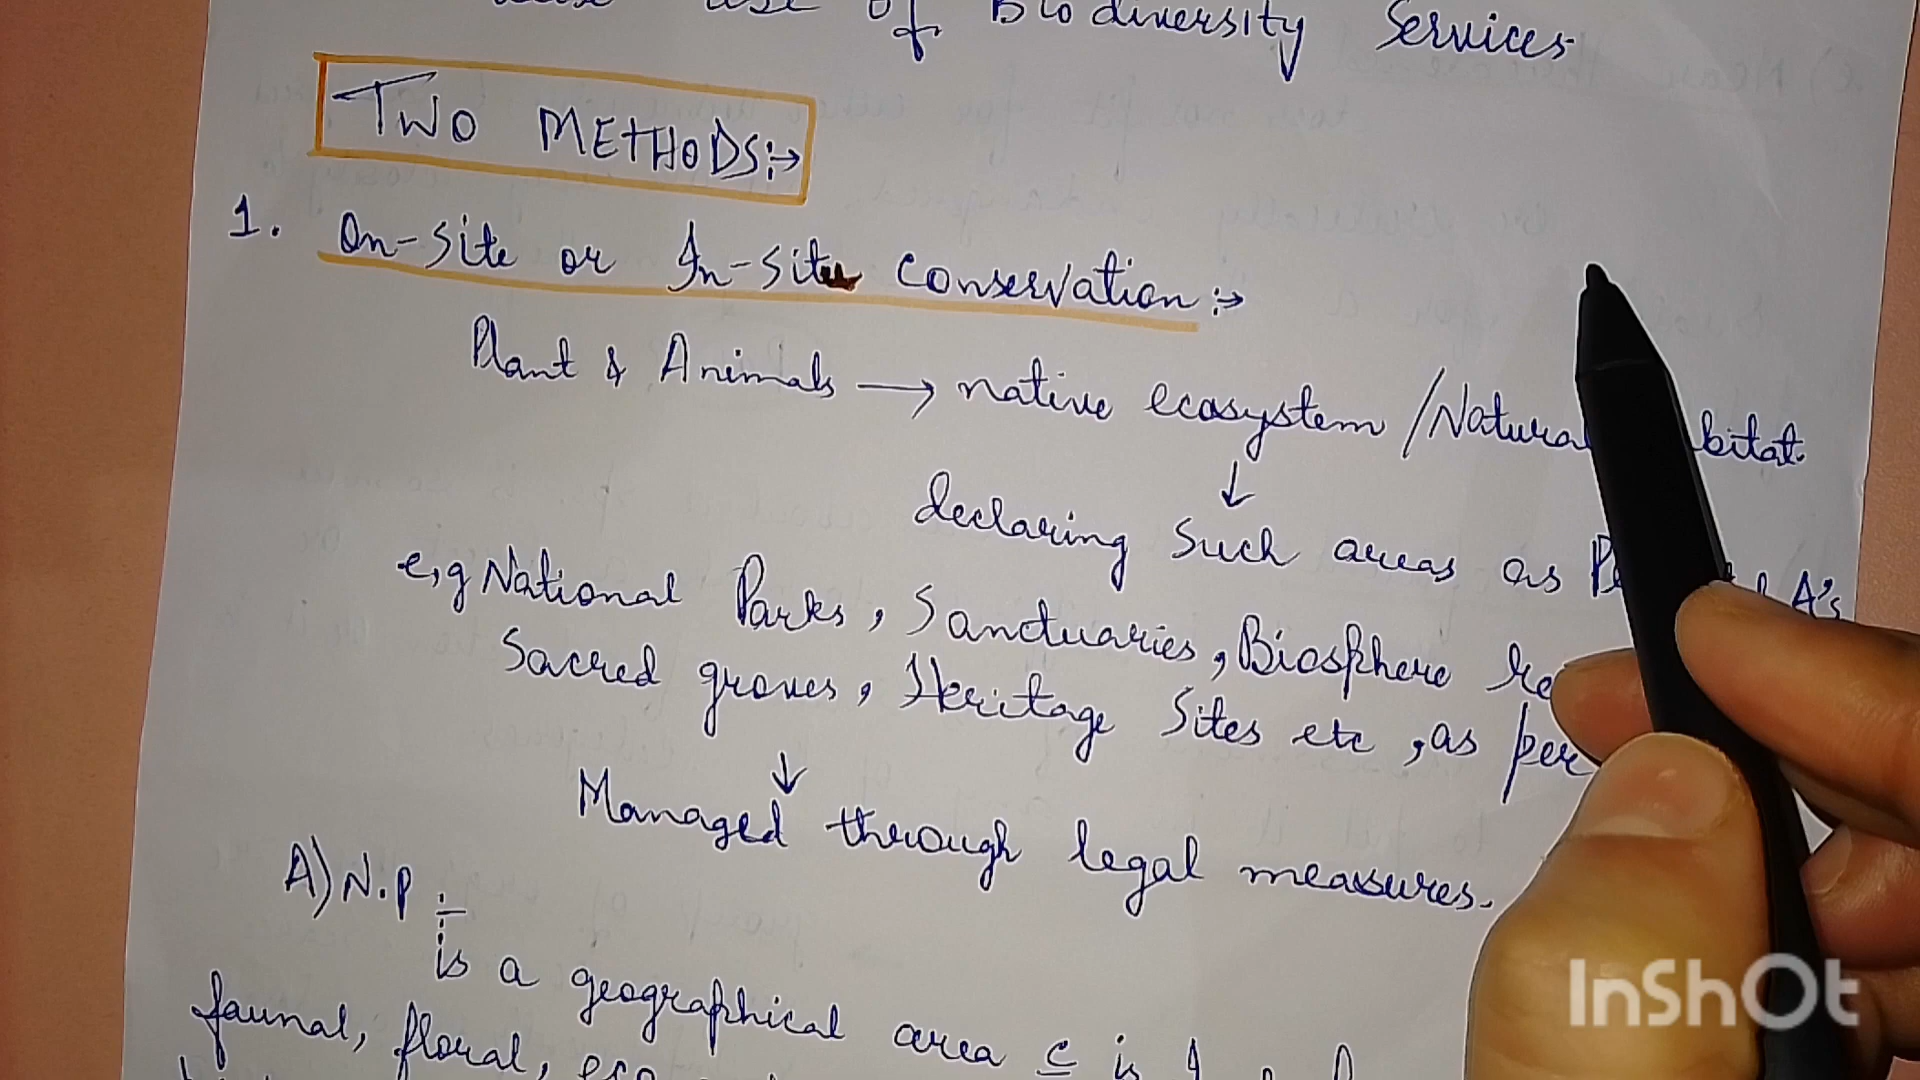 use of Biodiversity Services
TWO METHODS:→
1. On-site or In-situ conservation:→
Plant & Animals → native ecosystem / Natural
↓
declaring such areas as A's
e,g National Parks, Sanctuaries, Biosphere
Sacred groves, Heritage Sites etc, as per
↓
Managed through legal measures.
A) N.P :-
is a geographical area c is
faunal, floral,
InShOt